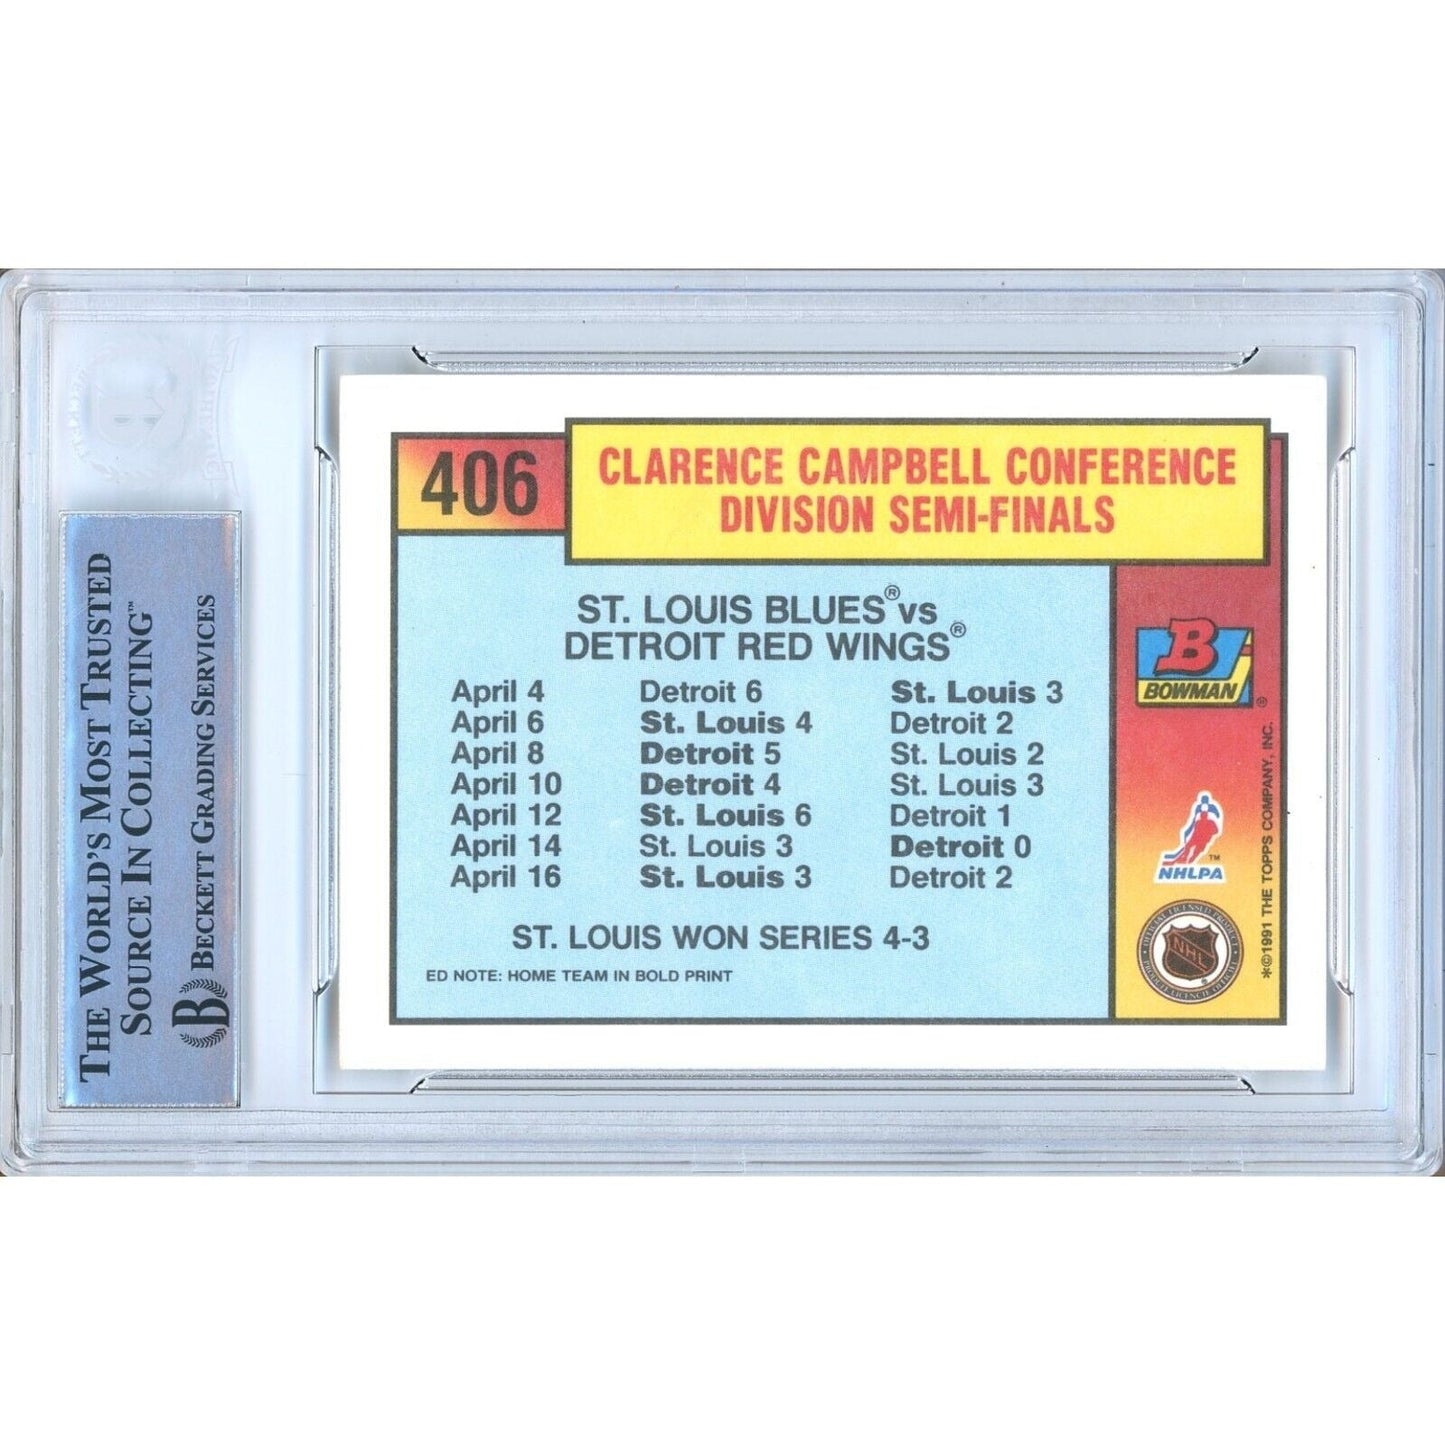 THE WORLD'S MOST TRUSTED
SOURCE IN COLLECTING™
B BECKETT GRADING SERVICES
406
CLARENCE CAMPBELL CONFERENCE
DIVISION SEMI-FINALS
ST. LOUIS BLUES® vs
DETROIT RED WINGS®
April 4 Detroit 6 St. Louis 3
April 6 St. Louis 4 Detroit 2
April 8 Detroit 5 St. Louis 2
April 10 Detroit 4 St. Louis 3
April 12 St. Louis 6 Detroit 1
April 14 St. Louis 3 Detroit 0
April 16 St. Louis 3 Detroit 2
ST. LOUIS WON SERIES 4-3
ED NOTE: HOME TEAM IN BOLD PRINT
B
BOWMAN®
™
NHLPA
NHL
*©1991 THE TOPPS COMPANY, INC.